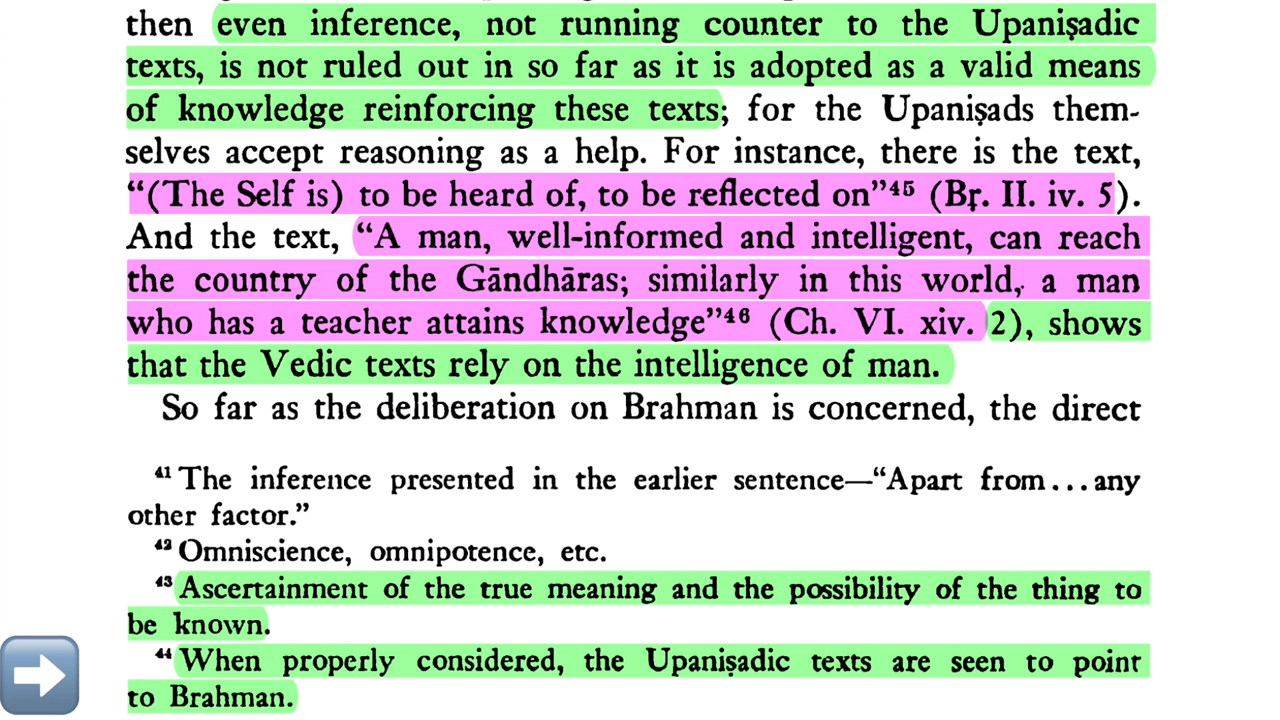 then even inference, not running counter to the Upaniṣadic
texts, is not ruled out in so far as it is adopted as a valid means
of knowledge reinforcing these texts; for the Upaniṣads them-
selves accept reasoning as a help. For instance, there is the text,
“(The Self is) to be heard of, to be reflected on”⁴⁵ (Bṛ. II. iv. 5).
And the text, “A man, well-informed and intelligent, can reach
the country of the Gāndhāras; similarly in this world, a man
who has a teacher attains knowledge”⁴⁶ (Ch. VI. xiv. 2), shows
that the Vedic texts rely on the intelligence of man.
So far as the deliberation on Brahman is concerned, the direct
⁴¹ The inference presented in the earlier sentence—“Apart from...any
other factor.”
⁴² Omniscience, omnipotence, etc.
⁴³ Ascertainment of the true meaning and the possibility of the thing to
be known.
⁴⁴ When properly considered, the Upaniṣadic texts are seen to point
to Brahman.